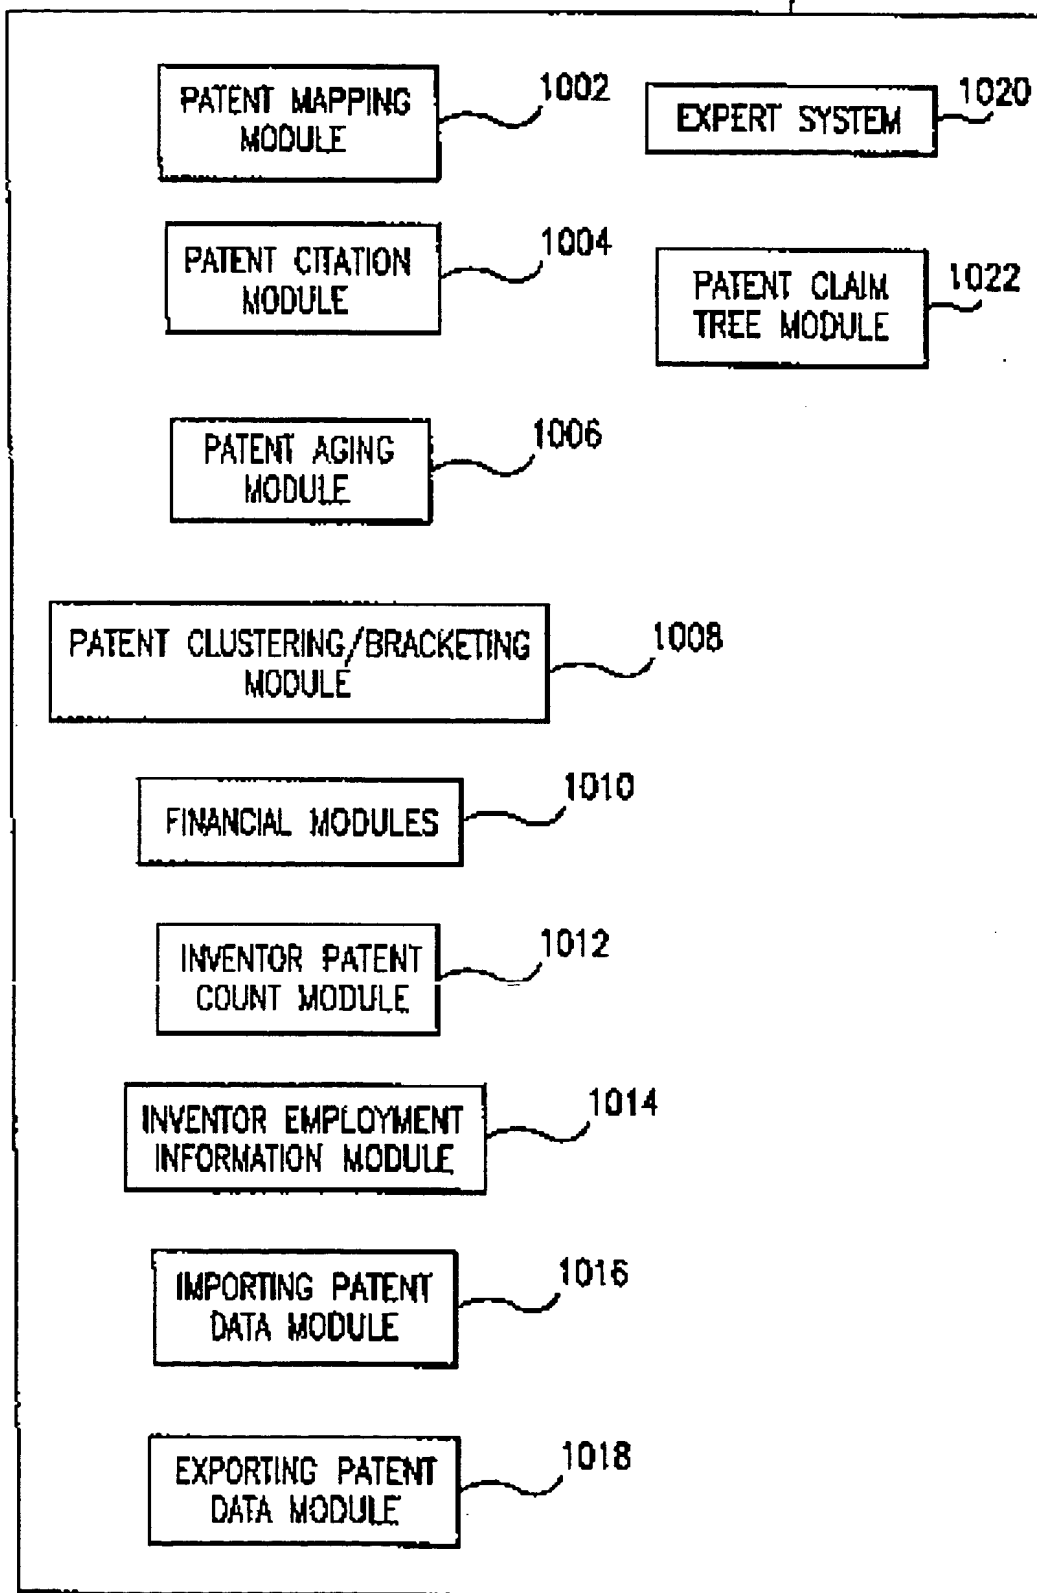 PATENT MAPPING
MODULE
1002
EXPERT SYSTEM
1020
PATENT CITATION
MODULE
1004
PATENT CLAIM
TREE MODULE
1022
PATENT AGING
MODULE
1006
PATENT CLUSTERING/BRACKETING
MODULE
1008
FINANCIAL MODULES
1010
INVENTOR PATENT
COUNT MODULE
1012
INVENTOR EMPLOYMENT
INFORMATION MODULE
1014
IMPORTING PATENT
DATA MODULE
1016
EXPORTING PATENT
DATA MODULE
1018